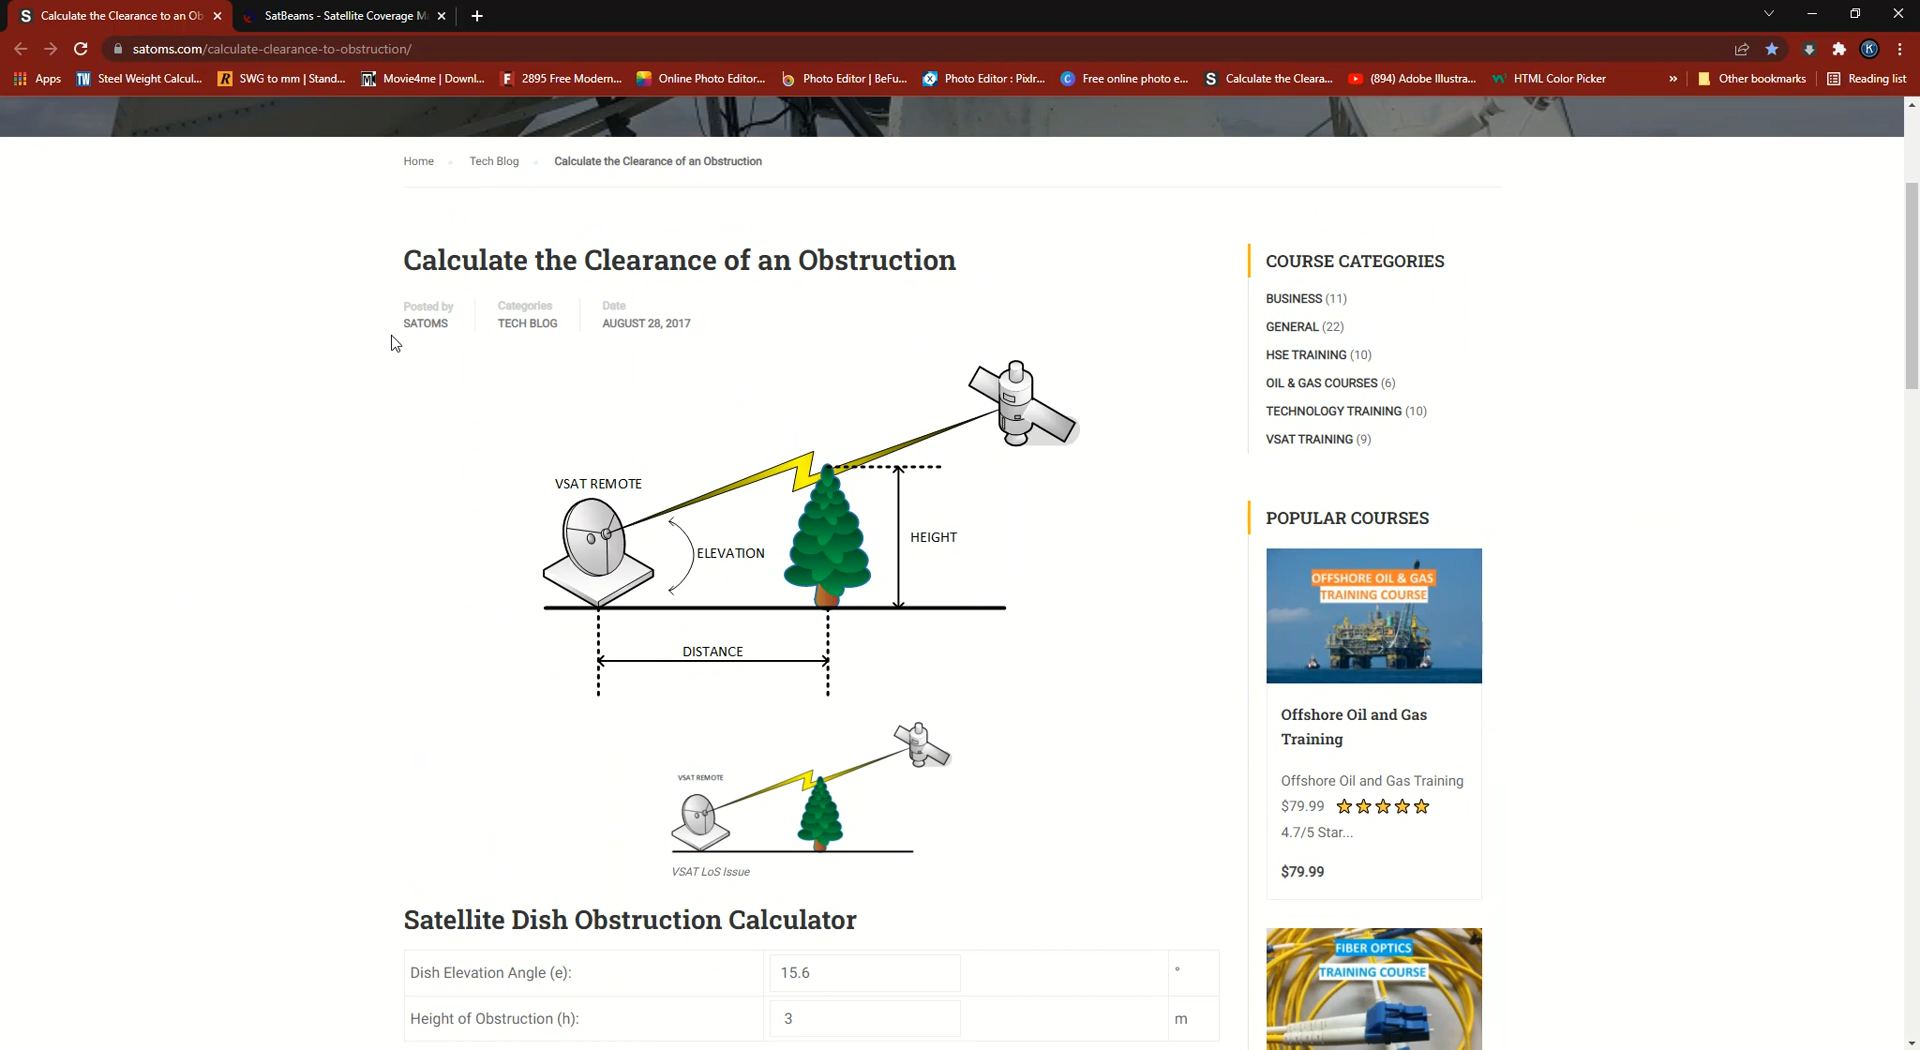 Calculate the Clearance to an Ob
SatBeams - Satellite Coverage M
satoms.com/calculate-clearance-to-obstruction/
K
Apps
Steel Weight Calcul...
SWG to mm | Stand...
Movie4me | Downl...
2895 Free Modern...
Online Photo Editor...
Photo Editor | BeFu...
Photo Editor : Pixlr...
Free online photo e...
Calculate the Cleara...
(894) Adobe Illustra...
HTML Color Picker
»
Other bookmarks
Reading list
Home
Tech Blog
Calculate the Clearance of an Obstruction
Calculate the Clearance of an Obstruction
Posted by
SATOMS
Categories
TECH BLOG
Date
AUGUST 28, 2017
VSAT REMOTE
ELEVATION
HEIGHT
DISTANCE
VSAT REMOTE
VSAT LoS Issue
Satellite Dish Obstruction Calculator
Dish Elevation Angle (e):
15.6
°
Height of Obstruction (h):
3
m
COURSE CATEGORIES
BUSINESS (11)
GENERAL (22)
HSE TRAINING (10)
OIL & GAS COURSES (6)
TECHNOLOGY TRAINING (10)
VSAT TRAINING (9)
POPULAR COURSES
OFFSHORE OIL & GAS
TRAINING COURSE
Offshore Oil and Gas
Training
Offshore Oil and Gas Training
$79.99
4.7/5 Star...
$79.99
FIBER OPTICS
TRAINING COURSE